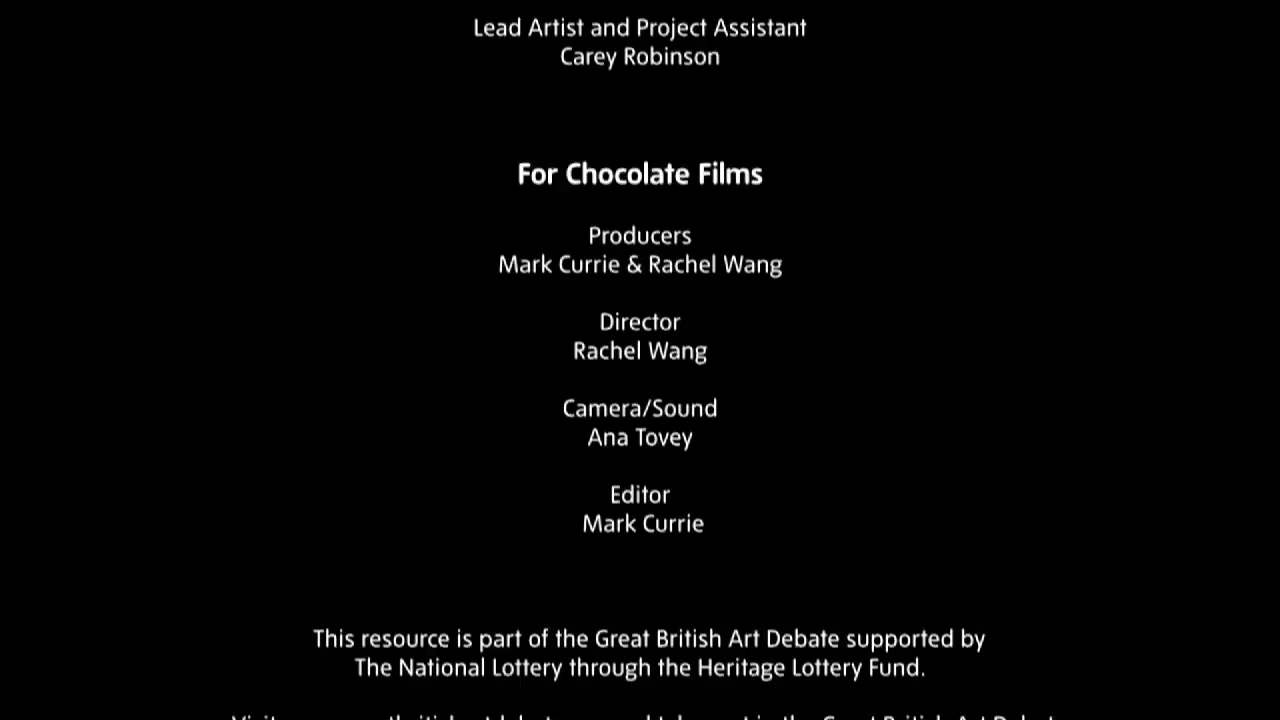 Lead Artist and Project Assistant
Carey Robinson
For Chocolate Films
Producers
Mark Currie & Rachel Wang
Director
Rachel Wang
Camera/Sound
Ana Tovey
Editor
Mark Currie
This resource is part of the Great British Art Debate supported by
The National Lottery through the Heritage Lottery Fund.